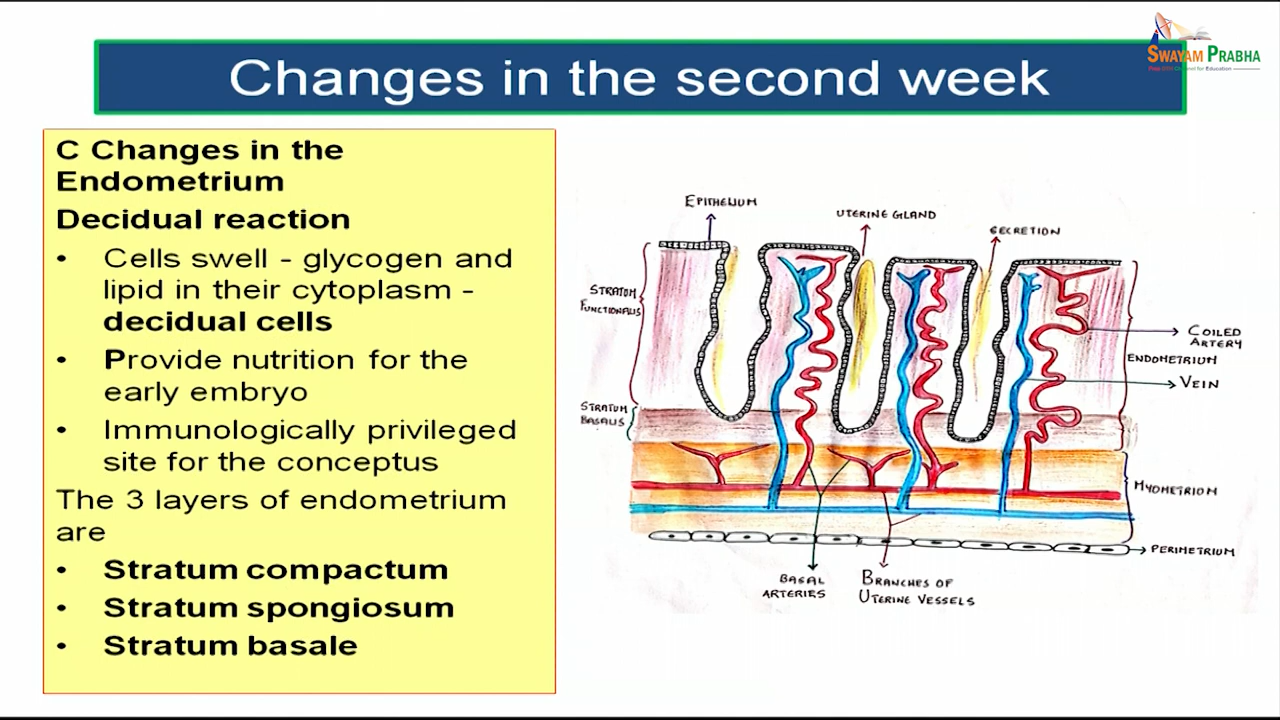 SWAYAM PRABHA
Changes in the second week
C Changes in the
Endometrium
Decidual reaction
• Cells swell - glycogen and
lipid in their cytoplasm -
decidual cells
• Provide nutrition for the
early embryo
• Immunologically privileged
site for the conceptus
The 3 layers of endometrium
are
• Stratum compactum
• Stratum spongiosum
• Stratum basale
EPITHELIUM
UTERINE GLAND
SECRETION
STRATUM
FUNCTIONALIS
COILED
ARTERY
ENDOMETRIUM
VEIN
STRATUM
BASALIS
MYOMETRIUM
PERIMETRIUM
BASAL
ARTERIES
BRANCHES OF
UTERINE VESSELS